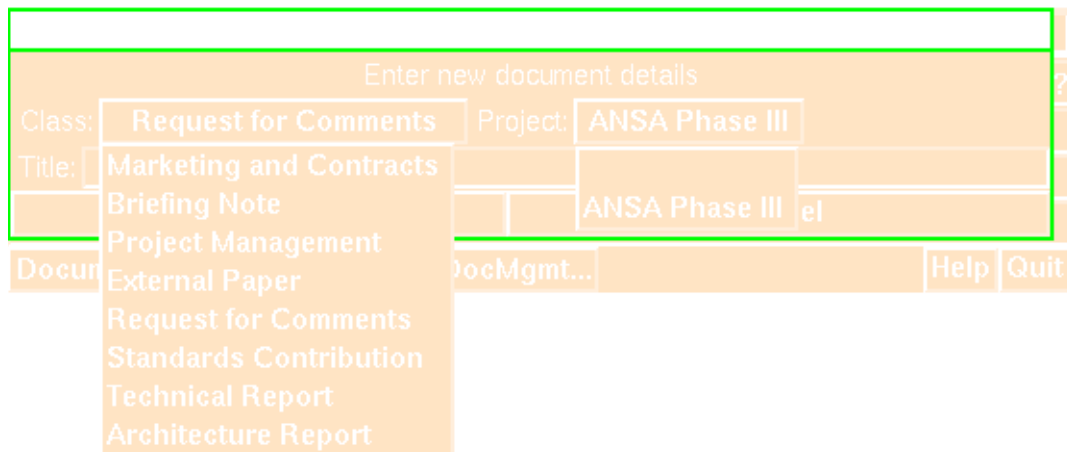 Enter new document details
?
Class: Request for Comments Project: ANSA Phase III
Title: Marketing and Contracts
Briefing Note ANSA Phase III el
Project Management
Docum DocMgmt... Help Quit
External Paper
Request for Comments
Standards Contribution
Technical Report
Architecture Report